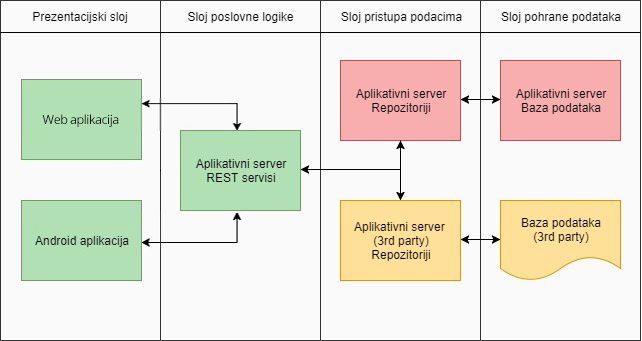 Prezentacijski sloj
Sloj poslovne logike
Sloj pristupa podacima
Sloj pohrane podataka
Web aplikacija
Android aplikacija
Aplikativni server
REST servisi
Aplikativni server
Repozitoriji
Aplikativni server
(3rd party)
Repozitoriji
Aplikativni server
Baza podataka
Baza podataka
(3rd party)